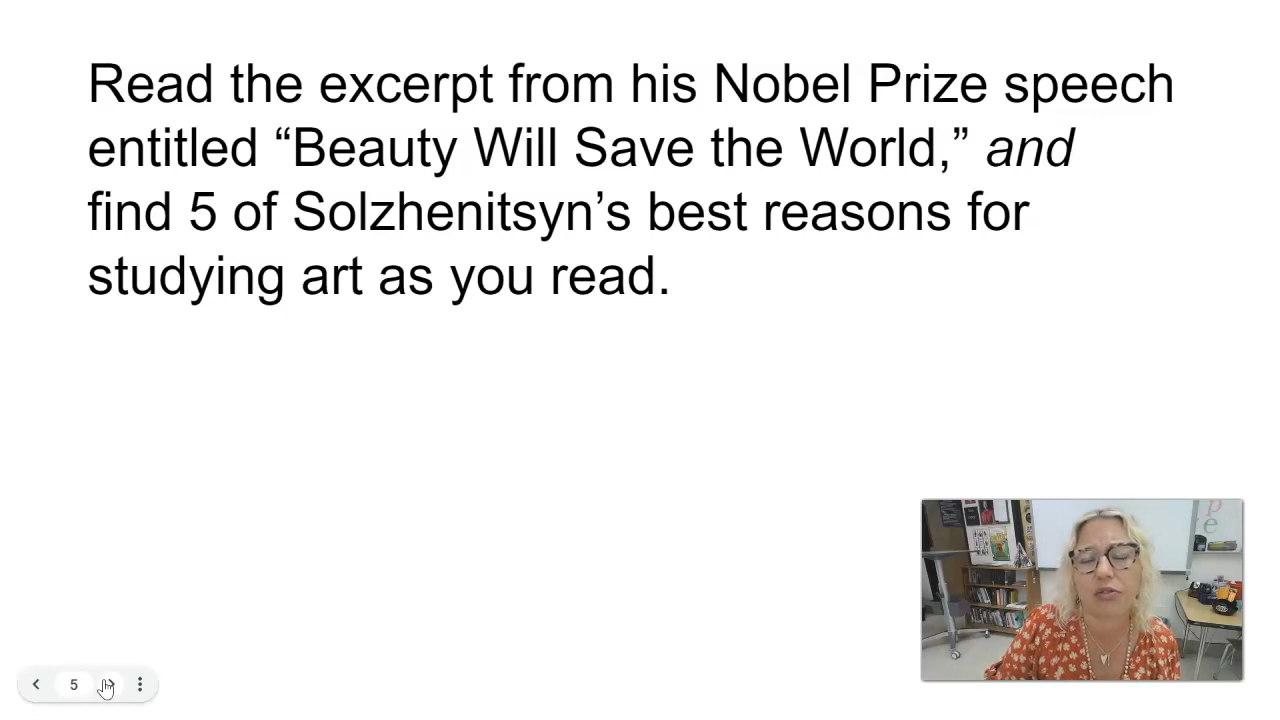 Read the excerpt from his Nobel Prize speech
entitled “Beauty Will Save the World,” and
find 5 of Solzhenitsyn’s best reasons for
studying art as you read.
p
e
5